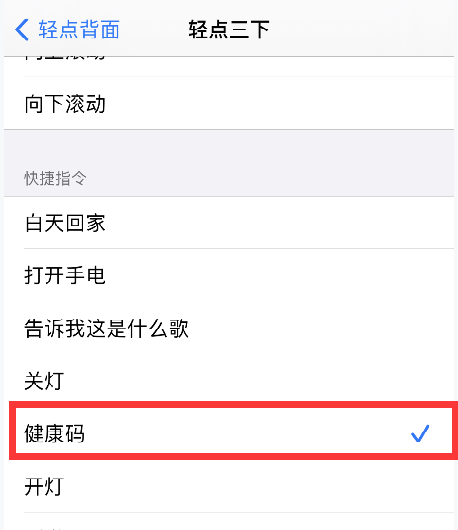 轻点背面 轻点三下
向下滚动
快捷指令
白天回家
打开手电
告诉我这是什么歌
关灯
健康码
开灯